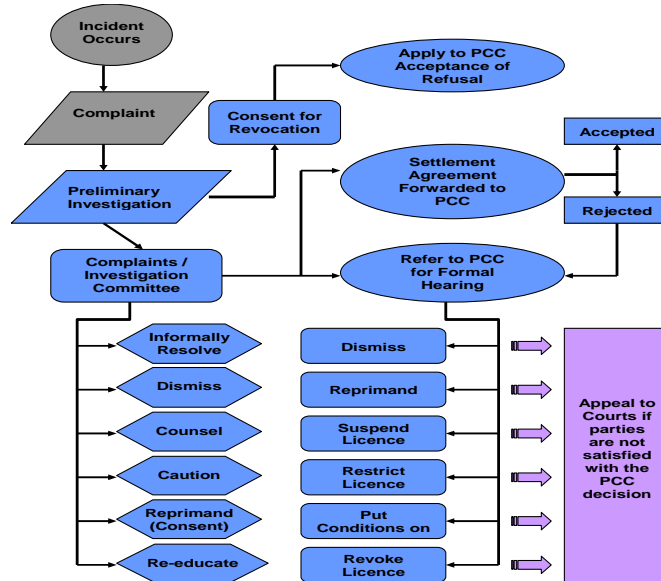 Incident
Occurs
Apply to PCC
Acceptance of
Refusal
Complaint
Consent for
Revocation
Accepted
Preliminary
Investigation
Settlement
Agreement
Forwarded to
PCC
Rejected
Complaints /
Investigation
Committee
Refer to PCC
for Formal
Hearing
Informally
Resolve
Dismiss
Counsel
Caution
Reprimand
(Consent)
Re-educate
Dismiss
Reprimand
Suspend
Licence
Restrict
Licence
Put
Conditions on
Revoke
Licence
Appeal to
Courts if
parties
are not
satisfied
with the
PCC
decision